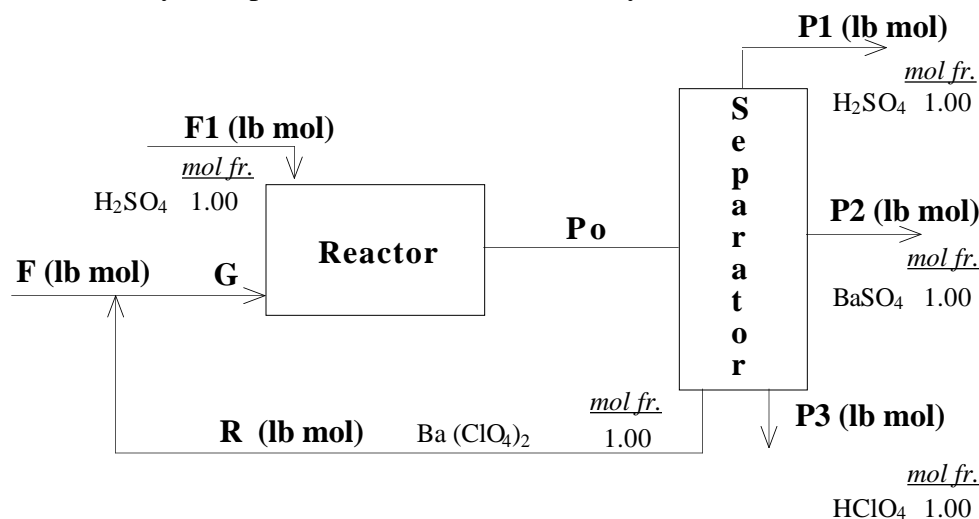 P1 (lb mol)
mol fr.
H₂SO₄ 1.00
F1 (lb mol)
mol fr.
H₂SO₄ 1.00
Separator
Reactor
Po
P2 (lb mol)
mol fr.
BaSO₄ 1.00
F (lb mol)
G
mol fr.
R (lb mol) Ba (ClO₄)₂ 1.00
P3 (lb mol)
mol fr.
HClO₄ 1.00